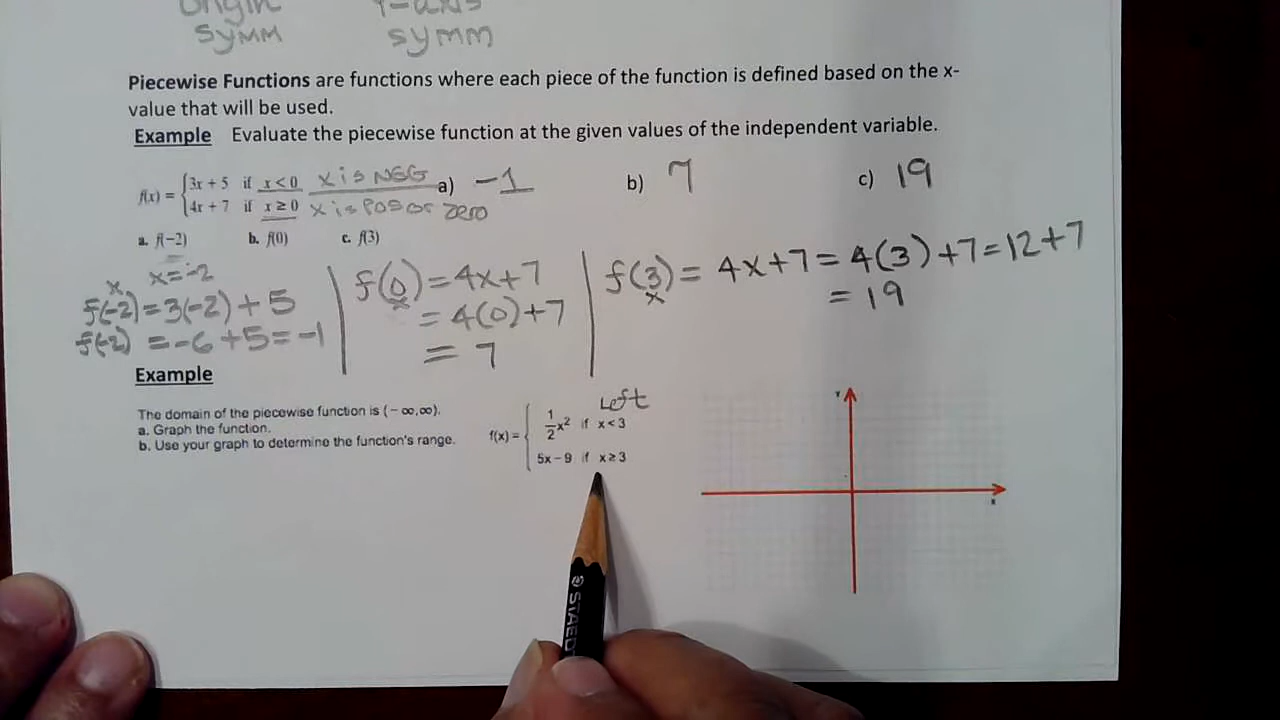 origin Y-axis
symm symm
Piecewise Functions are functions where each piece of the function is defined based on the x-
value that will be used.
Example Evaluate the piecewise function at the given values of the independent variable.
f(x) = { 3x + 5 if x < 0 x is NEG a) -1 b) 7 c) 19
4x + 7 if x ≥ 0 x is POS or zero
a. f(-2) b. f(0) c. f(3)
x x = -2
f(-2) = 3(-2) + 5
f(-2) = -6 + 5 = -1
f(0) = 4x + 7
x
= 4(0) + 7
= 7
f(3) = 4x + 7 = 4(3) + 7 = 12 + 7
x
= 19
Example
The domain of the piecewise function is (- ∞,∞).
a. Graph the function.
b. Use your graph to determine the function's range.
Left
f(x) = { 1/2 x² if x < 3
5x - 9 if x ≥ 3
Y
x
STAED